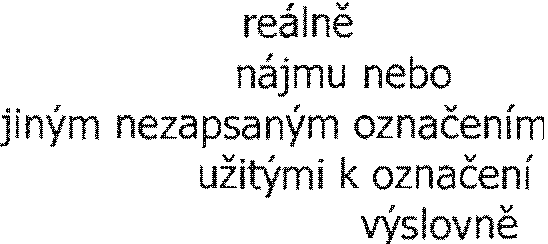 reálně
nájmu nebo
jiným nezapsaným označením
užitými k označení
výslovně